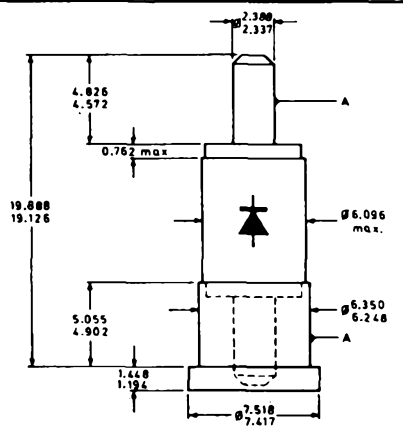 ø2.388
2.337
4.826
4.572
A
0.762 max
19.888
19.126
ø6.096
max.
5.055
4.902
ø6.350
6.248
A
1.448
1.194
ø7.518
7.417